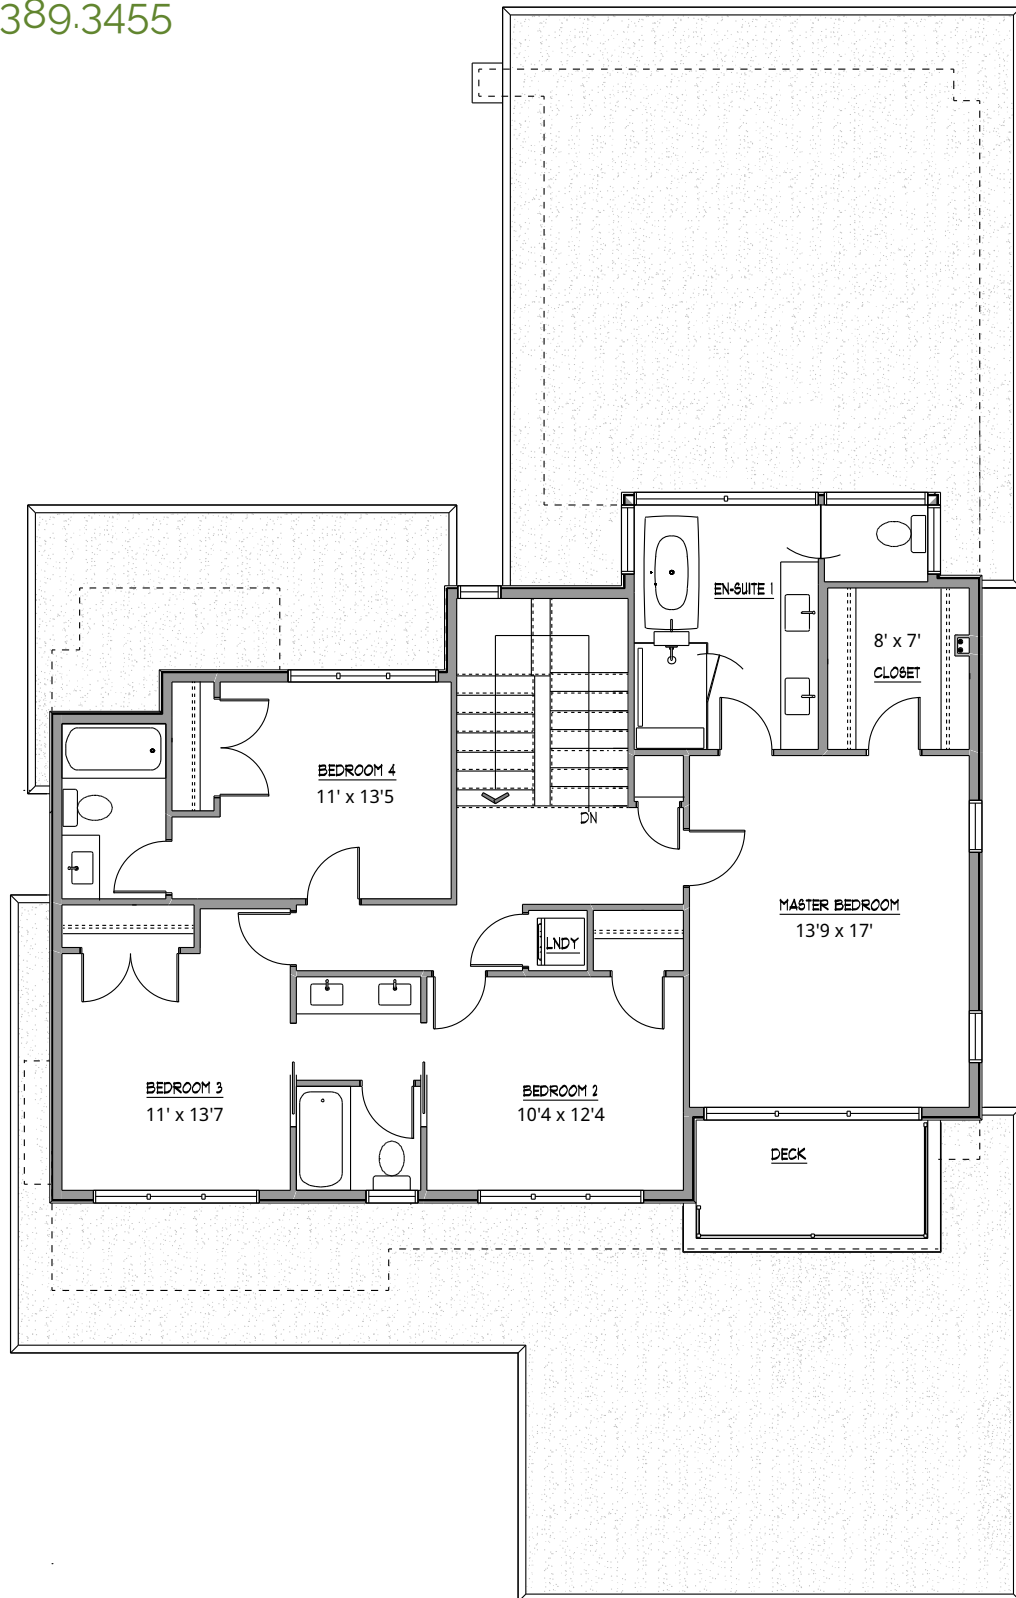 389.3455
EN-SUITE 1
8' x 7'
CLOSET
BEDROOM 4
11' x 13'5
DN
MASTER BEDROOM
13'9 x 17'
LNDY
BEDROOM 3
11' x 13'7
BEDROOM 2
10'4 x 12'4
DECK